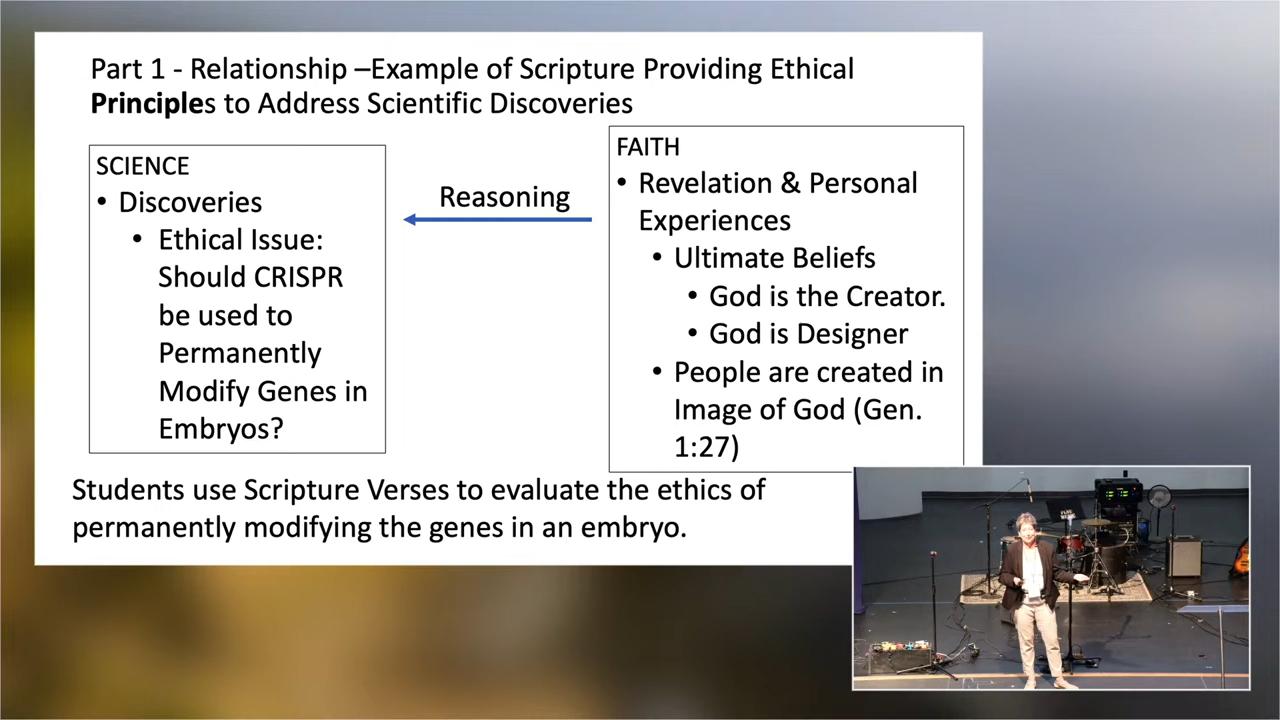 Part 1 - Relationship –Example of Scripture Providing Ethical
Principles to Address Scientific Discoveries
SCIENCE
• Discoveries
• Ethical Issue:
Should CRISPR
be used to
Permanently
Modify Genes in
Embryos?
Reasoning
FAITH
• Revelation & Personal
Experiences
• Ultimate Beliefs
• God is the Creator.
• God is Designer
• People are created in
Image of God (Gen.
1:27)
Students use Scripture Verses to evaluate the ethics of
permanently modifying the genes in an embryo.